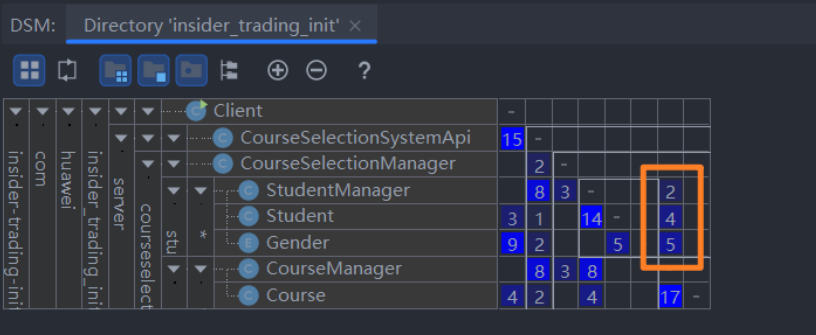 DSM: Directory 'insider_trading_init' ×
?
Client -
CourseSelectionSystemApi 15 -
CourseSelectionManager 2 -
StudentManager 8 3 - 2
Student 3 1 14 - 4
Gender 9 2 5 5
CourseManager 8 3 8
Course 4 2 4 17 -
insider-trading-init
com
huawei
insider_trading_init
server
courseselect
stu
*
C
C
C
C
C
E
C
C